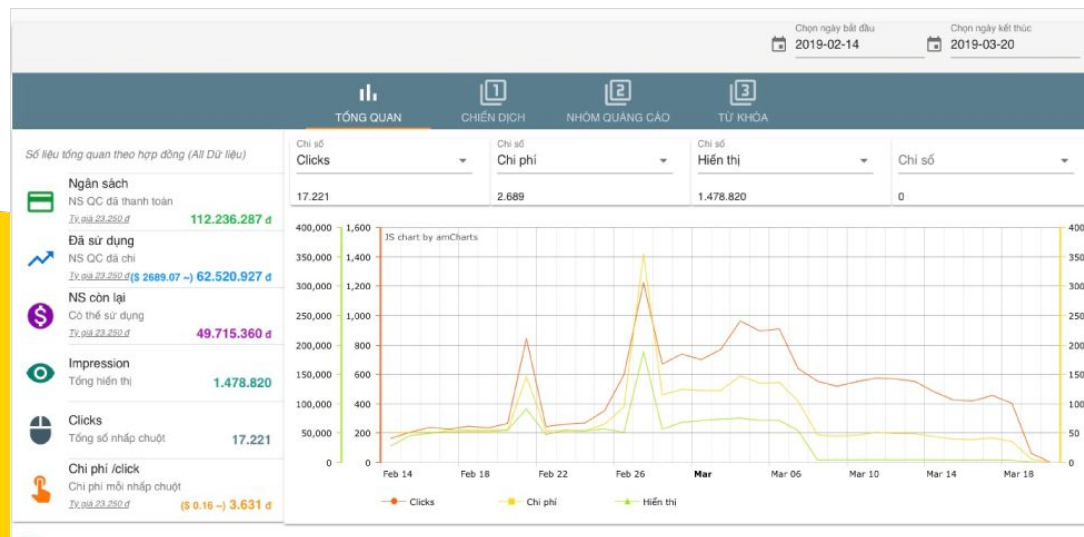 Chọn ngày bắt đầu
2019-02-14
Chọn ngày kết thúc
2019-03-20
TỔNG QUAN
CHIẾN DỊCH
NHÓM QUẢNG CÁO
TỪ KHÓA
Số liệu tổng quan theo hợp đồng (All Dữ liệu)
Ngân sách
NS QC đã thanh toán
Tỷ giá 23.250 đ
112.236.287 đ
Đã sử dụng
NS QC đã chi
Tỷ giá 23.250 đ ($ 2689.07 ~) 62.520.927 đ
NS còn lại
Có thể sử dụng
Tỷ giá 23.250 đ
49.715.360 đ
Impression
Tổng hiển thị
1.478.820
Clicks
Tổng số nhấp chuột
17.221
Chi phí /click
Chi phí mỗi nhấp chuột
Tỷ giá 23.250 đ
($ 0.16 ~) 3.631 đ
Chỉ số
Clicks
17.221
Chỉ số
Chi phí
2.689
Chỉ số
Hiển thị
1.478.820
Chỉ số
0
JS chart by amCharts
400,000 1,600 400
350,000 1,400 350
300,000 1,200 300
250,000 1,000 250
200,000 800 200
150,000 600 150
100,000 400 100
50,000 200 50
0 0 0
Feb 14 Feb 18 Feb 22 Feb 26 Mar Mar 06 Mar 10 Mar 14 Mar 18
Clicks Chi phí Hiển thị